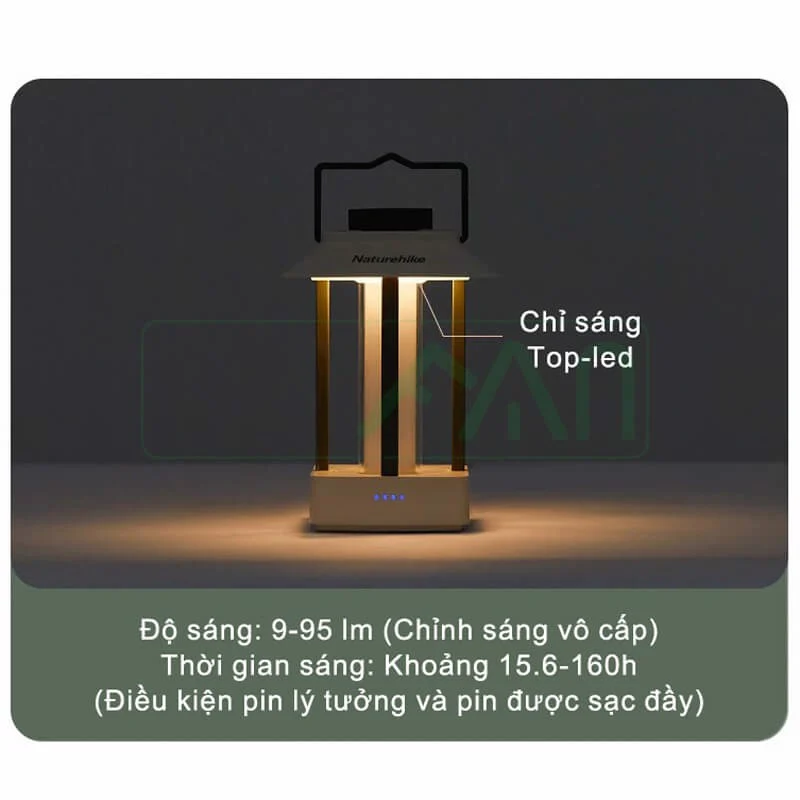 Naturehike
Chỉ sáng
Top-led
Độ sáng: 9-95 lm (Chỉnh sáng vô cấp)
Thời gian sáng: Khoảng 15.6-160h
(Điều kiện pin lý tưởng và pin được sạc đầy)